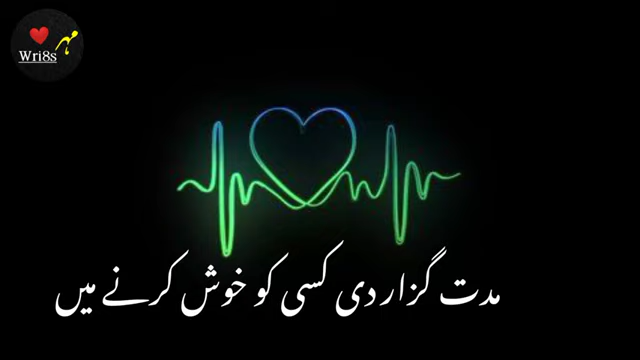 مہر
Wri8s
مدت گزار دی کسی کو خوش کرنے میں